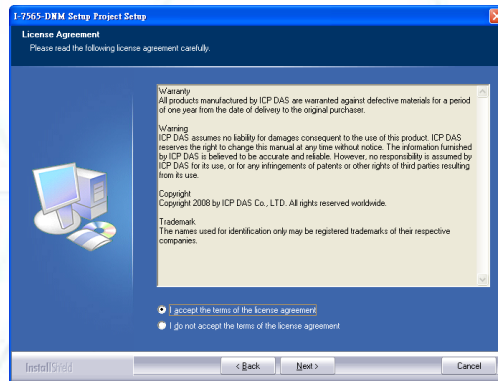 I-7565-DNM Setup Project Setup
License Agreement
Please read the following license agreement carefully.
Warranty
All products manufactured by ICP DAS are warranted against defective materials for a period
of one year from the date of delivery to the original purchaser.
Warning
ICP DAS assumes no liability for damages consequent to the use of this product. ICP DAS
reserves the right to change this manual at any time without notice. The information furnished
by ICP DAS is believed to be accurate and reliable. However, no responsibility is assumed by
ICP DAS for its use, or for any infringements of patents or other rights of third parties resulting
from its use.
Copyright
Copyright 2008 by ICP DAS Co., LTD. All rights reserved worldwide.
Trademark
The names used for identification only may be registered trademarks of their respective
companies.
I accept the terms of the license agreement
I do not accept the terms of the license agreement
InstallShield
< Back
Next >
Cancel